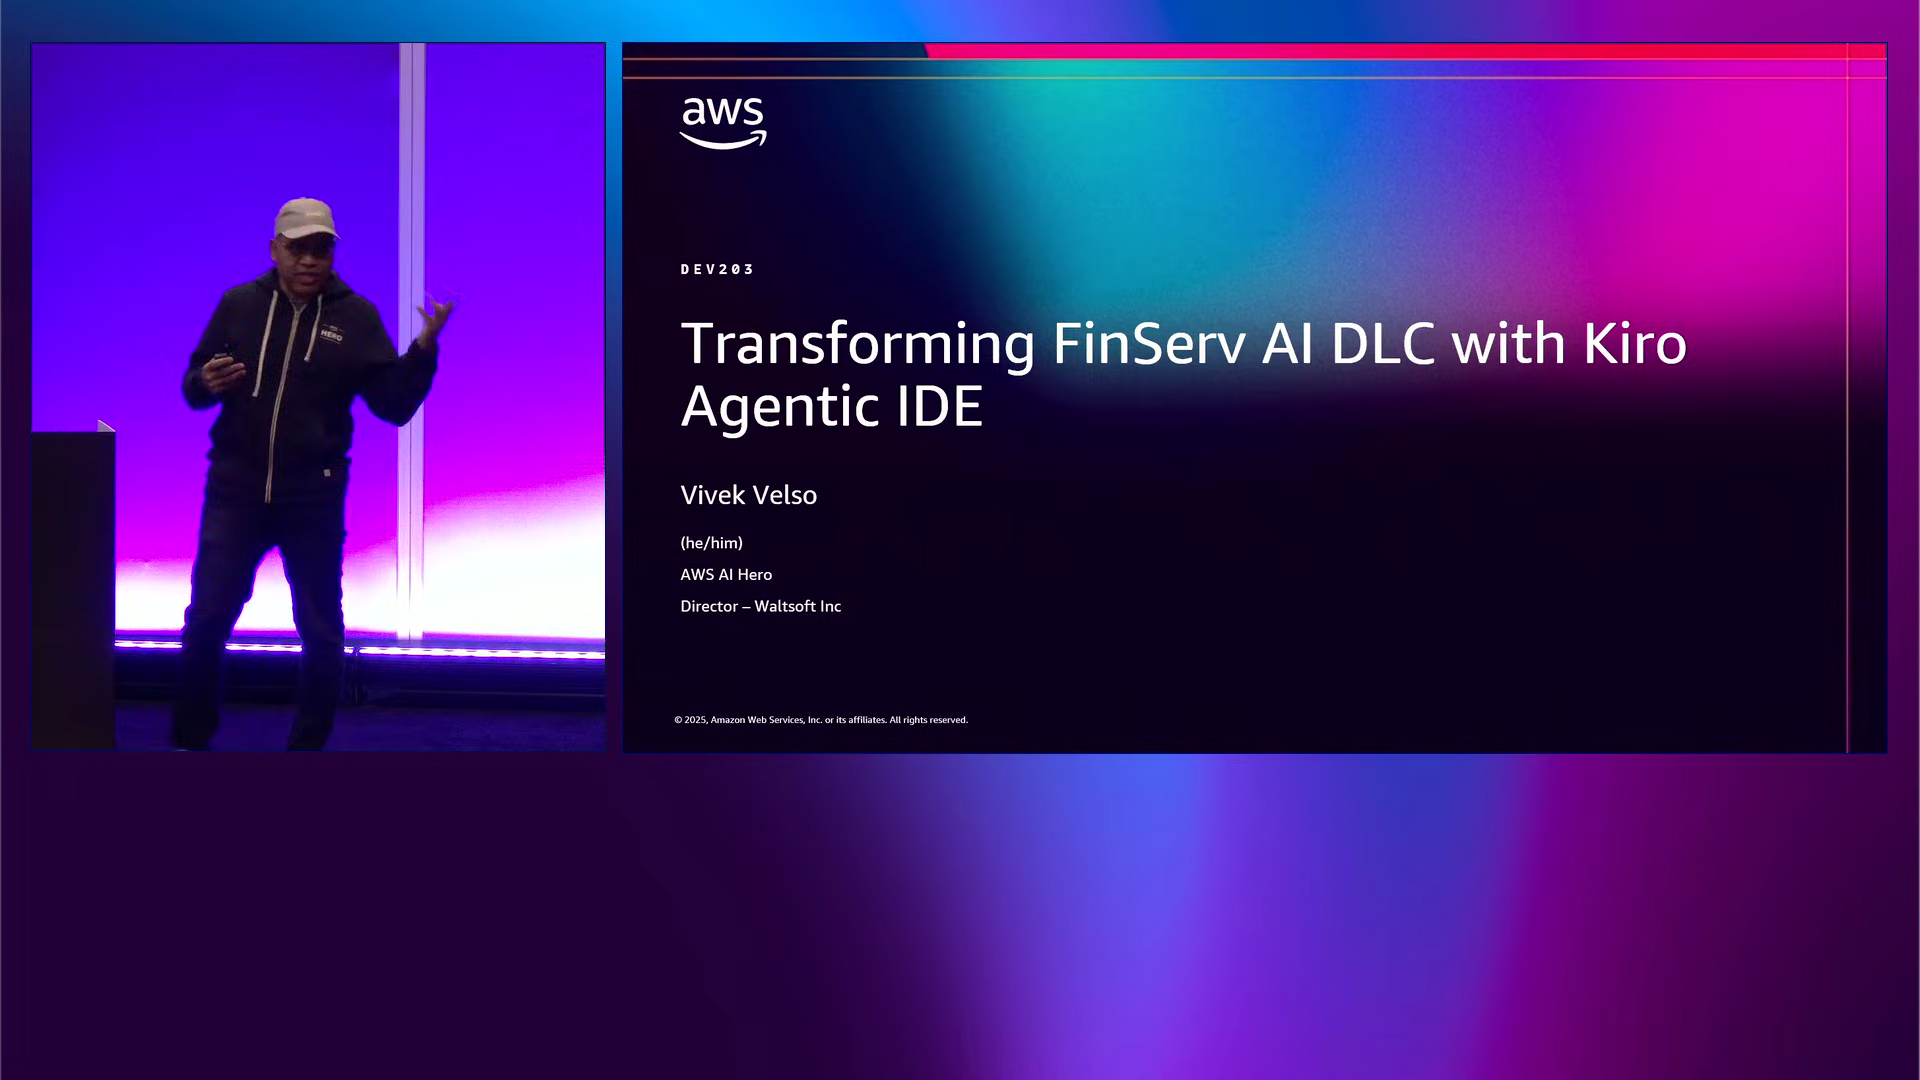 aws
DEV203
Transforming FinServ AI DLC with Kiro
Agentic IDE
Vivek Velso
(he/him)
AWS AI Hero
Director – Waltsoft Inc
© 2025, Amazon Web Services, Inc. or its affiliates. All rights reserved.
HERO